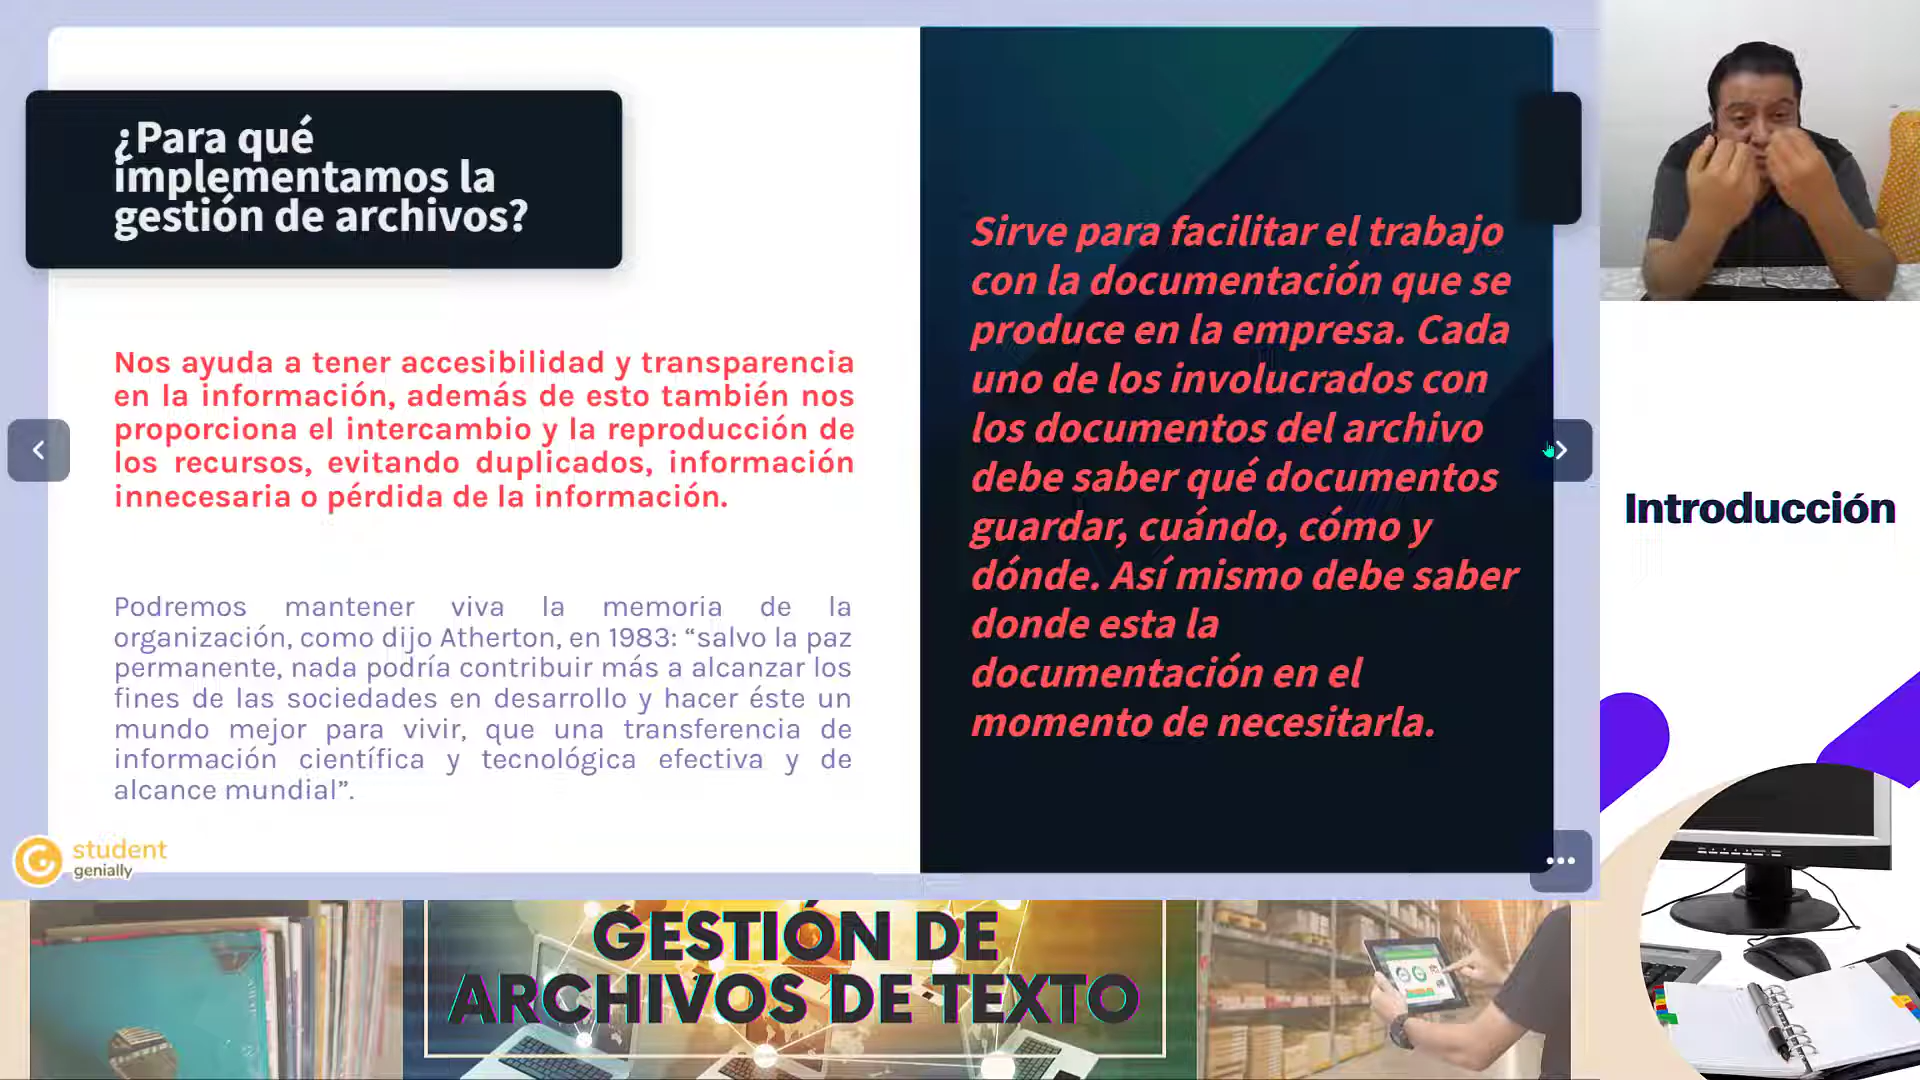 ¿Para qué
implementamos la
gestión de archivos?
Nos ayuda a tener accesibilidad y transparencia
en la información, además de esto también nos
proporciona el intercambio y la reproducción de
los recursos, evitando duplicados, información
innecesaria o pérdida de la información.
Podremos mantener viva la memoria de la
organización, como dijo Atherton, en 1983: “salvo la paz
permanente, nada podría contribuir más a alcanzar los
fines de las sociedades en desarrollo y hacer éste un
mundo mejor para vivir, que una transferencia de
información científica y tecnológica efectiva y de
alcance mundial”.
student
genially
Sirve para facilitar el trabajo
con la documentación que se
produce en la empresa. Cada
uno de los involucrados con
los documentos del archivo
debe saber qué documentos
guardar, cuándo, cómo y
dónde. Así mismo debe saber
donde esta la
documentación en el
momento de necesitarla.
Introducción
GESTIÓN DE
ARCHIVOS DE TEXTO